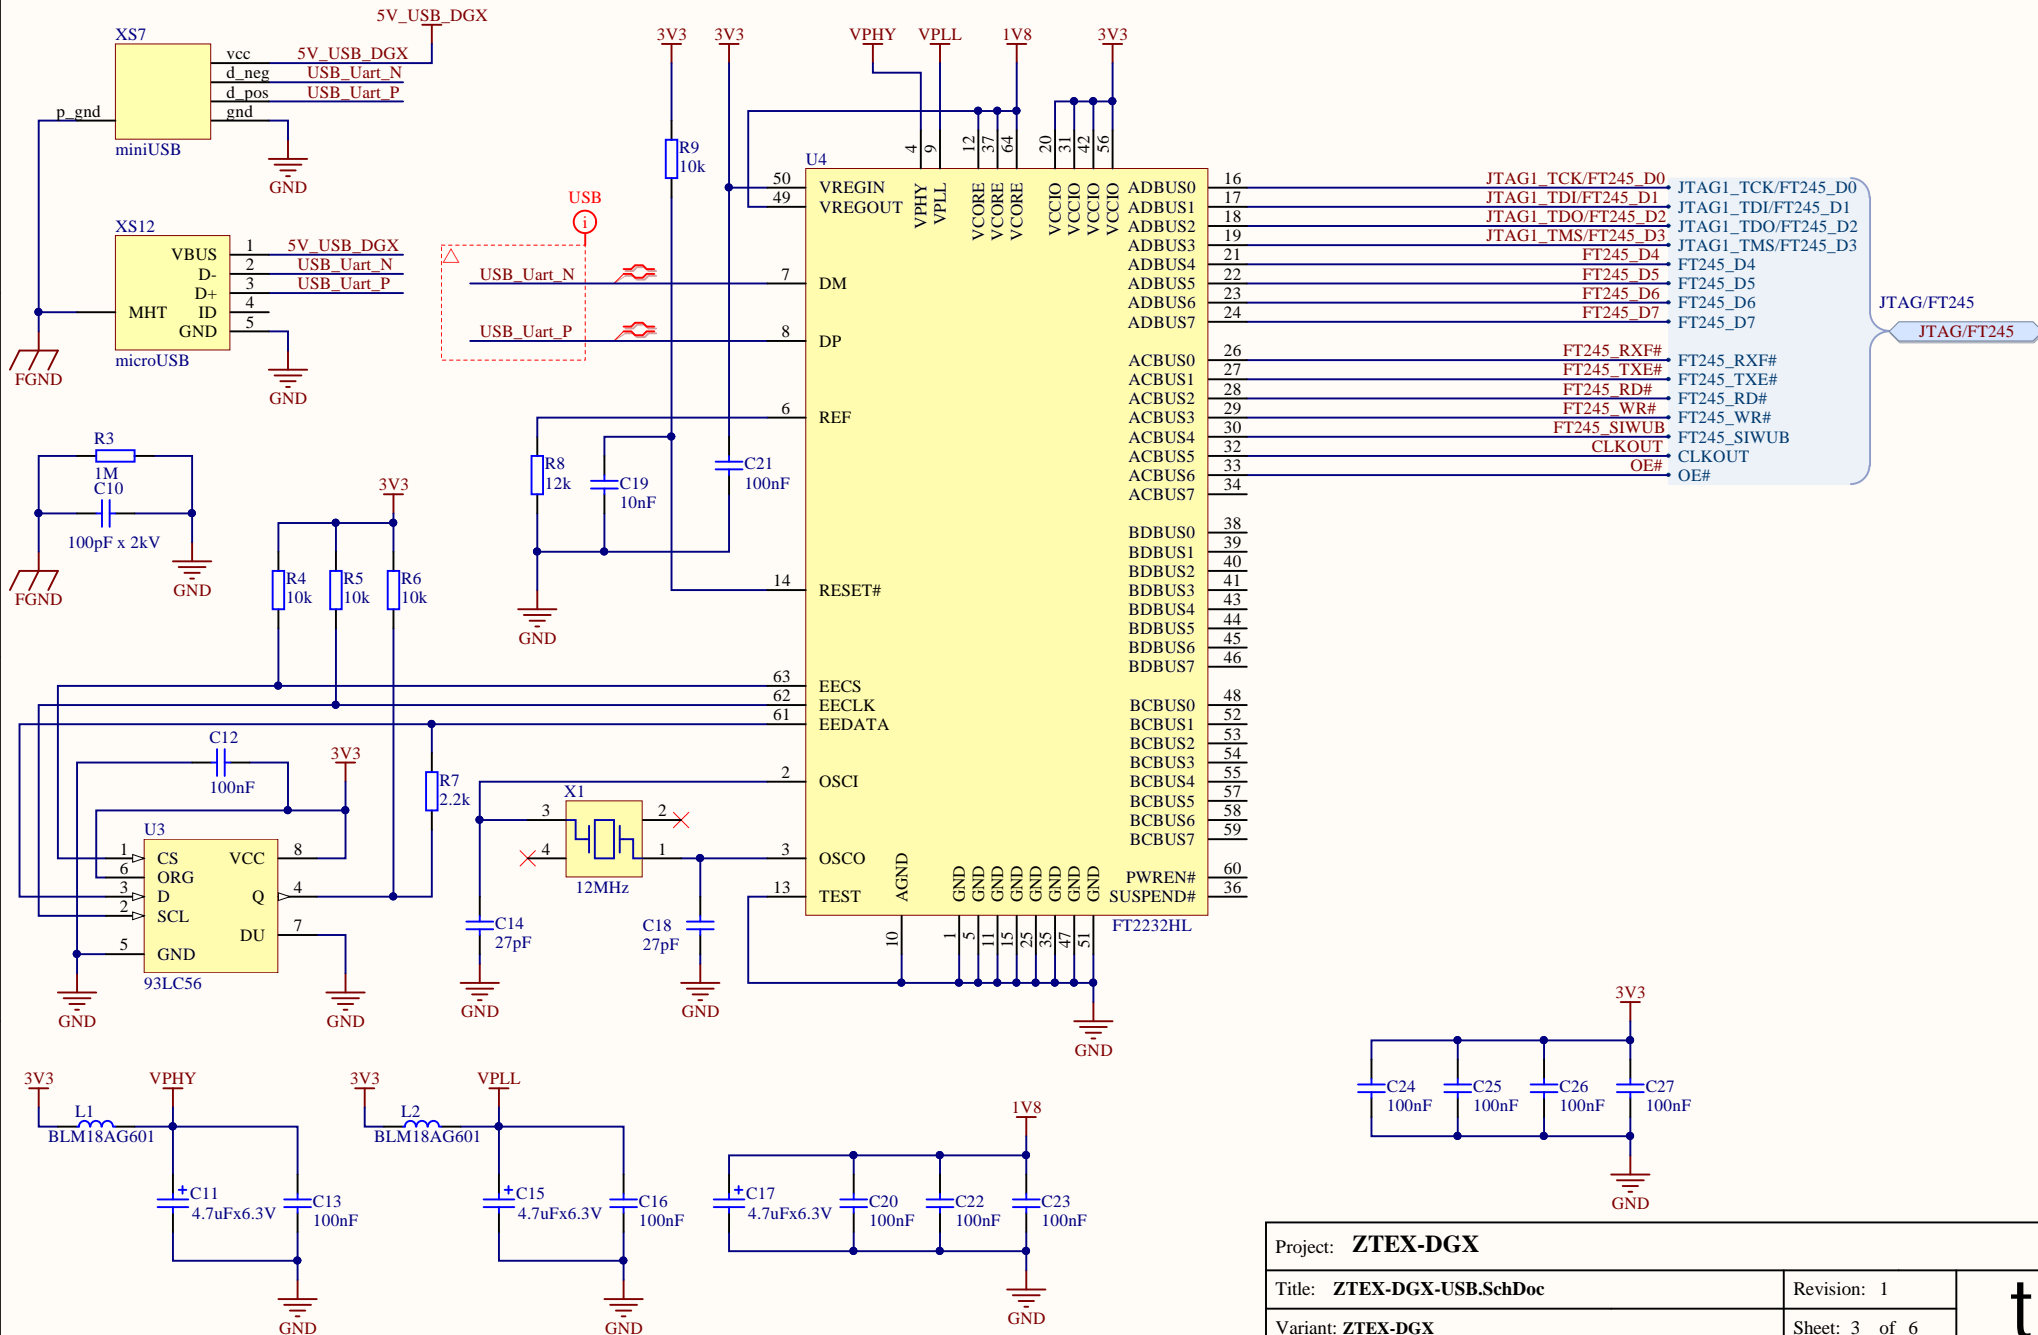 5V_USB_DGX
XS7
vcc 5V_USB_DGX
d_neg USB_Uart_N
d_pos USB_Uart_P
p_gnd gnd
miniUSB
GND
XS12
VBUS 1 5V_USB_DGX
D- 2 USB_Uart_N
D+ 3 USB_Uart_P
MHT ID 4
GND 5
microUSB
FGND
GND
R3
1M
C10
100pF x 2kV
FGND
GND
3V3
R4
10k
R5
10k
R6
10k
C12
100nF
3V3
R7
2.2k
U3
1 CS VCC 8
6 ORG
3 D Q 4
2 SCL
DU 7
5 GND
93LC56
GND
GND
USB
i
USB_Uart_N
USB_Uart_P
3V3
3V3
R9
10k
R8
12k
C19
10nF
C21
100nF
GND
X1
3 2
4 1
12MHz
C14
27pF
C18
27pF
GND
GND
VPHY
VPLL
1V8
3V3
U4
4 9 12 37 64 20 31 42 56
VPHY VPLL VCORE VCORE VCORE VCCIO VCCIO VCCIO VCCIO
50 VREGIN
49 VREGOUT
7 DM
8 DP
6 REF
14 RESET#
63 EECS
62 EECLK
61 EEDATA
2 OSCI
3 OSCO
13 TEST
AGND GND GND GND GND GND GND GND GND
10 1 5 11 15 25 35 47 51
GND
ADBUS0 16 JTAG1_TCK/FT245_D0 JTAG1_TCK/FT245_D0
ADBUS1 17 JTAG1_TDI/FT245_D1 JTAG1_TDI/FT245_D1
ADBUS2 18 JTAG1_TDO/FT245_D2 JTAG1_TDO/FT245_D2
ADBUS3 19 JTAG1_TMS/FT245_D3 JTAG1_TMS/FT245_D3
ADBUS4 21 FT245_D4 FT245_D4
ADBUS5 22 FT245_D5 FT245_D5
ADBUS6 23 FT245_D6 FT245_D6
ADBUS7 24 FT245_D7 FT245_D7
ACBUS0 26 FT245_RXF# FT245_RXF#
ACBUS1 27 FT245_TXE# FT245_TXE#
ACBUS2 28 FT245_RD# FT245_RD#
ACBUS3 29 FT245_WR# FT245_WR#
ACBUS4 30 FT245_SIWUB FT245_SIWUB
ACBUS5 32 CLKOUT CLKOUT
ACBUS6 33 OE# OE#
ACBUS7 34
JTAG/FT245
JTAG/FT245
BDBUS0 38
BDBUS1 39
BDBUS2 40
BDBUS3 41
BDBUS4 43
BDBUS5 44
BDBUS6 45
BDBUS7 46
BCBUS0 48
BCBUS1 52
BCBUS2 53
BCBUS3 54
BCBUS4 55
BCBUS5 57
BCBUS6 58
BCBUS7 59
PWREN# 60
SUSPEND# 36
FT2232HL
3V3 VPHY
L1
BLM18AG601
+ C11
4.7uFx6.3V
C13
100nF
GND
3V3 VPLL
L2
BLM18AG601
+ C15
4.7uFx6.3V
C16
100nF
GND
1V8
+ C17
4.7uFx6.3V
C20
100nF
C22
100nF
C23
100nF
GND
3V3
C24
100nF
C25
100nF
C26
100nF
C27
100nF
GND
Project: ZTEX-DGX
Title: ZTEX-DGX-USB.SchDoc Revision: 1
Variant: ZTEX-DGX Sheet: 3 of 6
t